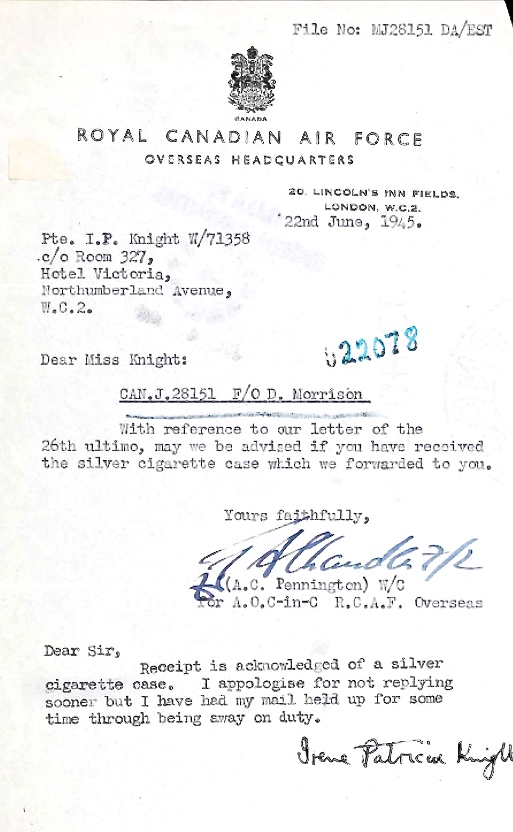 File No: MJ28151 DA/EST
CANADA
ROYAL CANADIAN AIR FORCE
OVERSEAS HEADQUARTERS
20, LINCOLN'S INN FIELDS,
LONDON, W.C.2.
22nd June, 1945.
Pte. I.P. Knight W/71358
c/o Room 327,
Hotel Victoria,
Northumberland Avenue,
W.C.2.
22078
Dear Miss Knight:
CAN.J.28151 F/O D. Morrison
With reference to our letter of the
26th ultimo, may we be advised if you have received
the silver cigarette case which we forwarded to you.
Yours faithfully,
(A.C. Pennington) W/C
for A.O.C-in-C R.C.A.F. Overseas
Dear Sir,
Receipt is acknowledged of a silver
cigarette case. I appologise for not replying
sooner but I have had my mail held up for some
time through being away on duty.
Irene Patricia Knigh